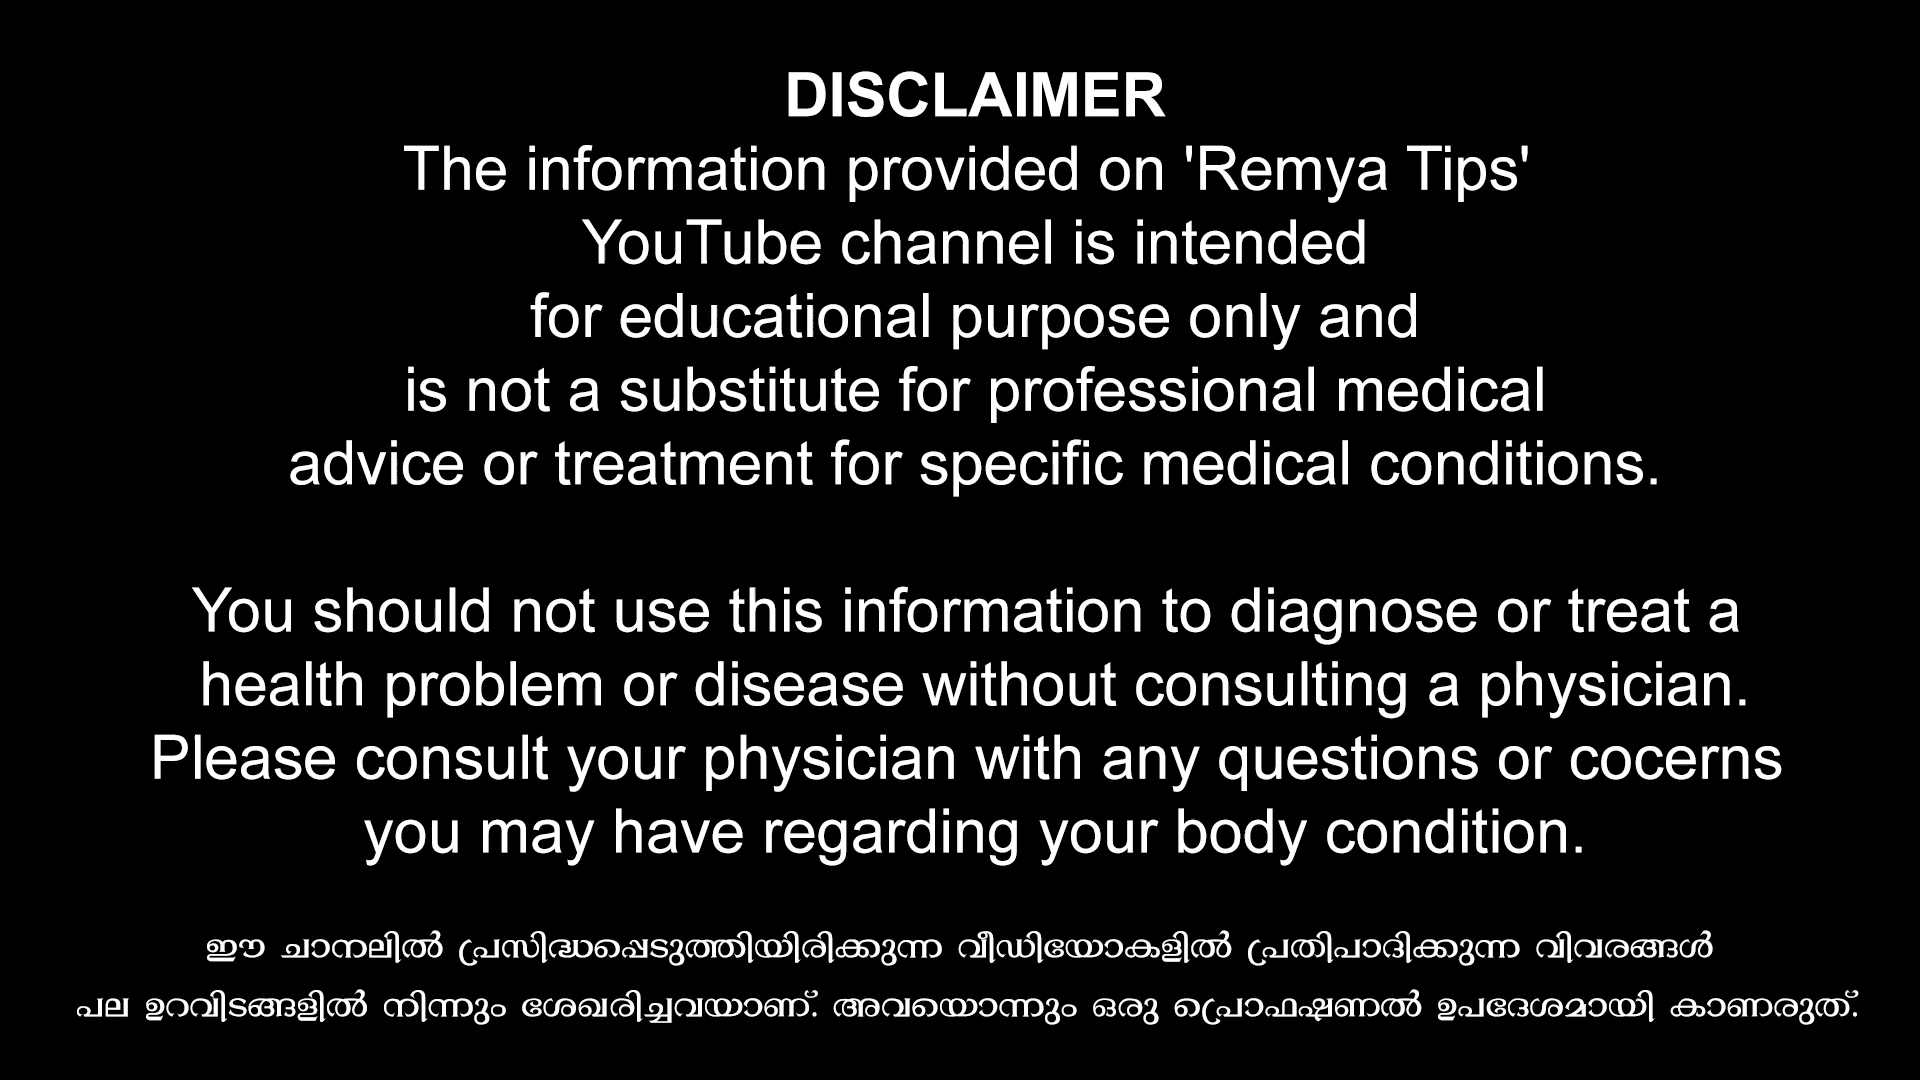 DISCLAIMER
The information provided on 'Remya Tips'
YouTube channel is intended
for educational purpose only and
is not a substitute for professional medical
advice or treatment for specific medical conditions.
You should not use this information to diagnose or treat a
health problem or disease without consulting a physician.
Please consult your physician with any questions or cocerns
you may have regarding your body condition.
ഈ ചാനലിൽ പ്രസിദ്ധപ്പെടുത്തിയിരിക്കുന്ന വീഡിയോകളിൽ പ്രതിപാദിക്കുന്ന വിവരങ്ങൾ
പല ഉറവിടങ്ങളിൽ നിന്നും ശേഖരിച്ചവയാണ്. അവയൊന്നും ഒരു പ്രൊഫഷണൽ ഉപദേശമായി കാണരുത്.